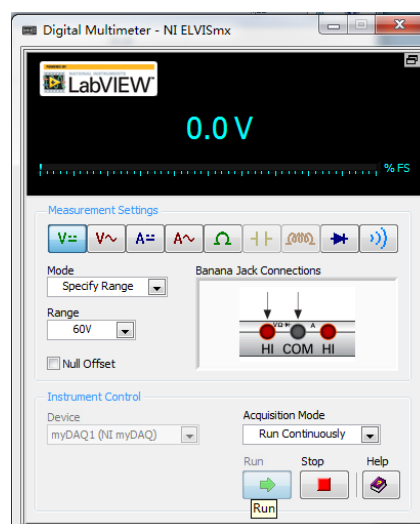 Digital Multimeter - NI ELVISmx
LabVIEW
0.0 V
% FS
Measurement Settings
V= V~ A= A~ Ω
Mode
Banana Jack Connections
Specify Range
Range
60V
HI COM HI
Null Offset
Instrument Control
Device
Acquisition Mode
myDAQ1 (NI myDAQ)
Run Continuously
Run Stop Help
Run